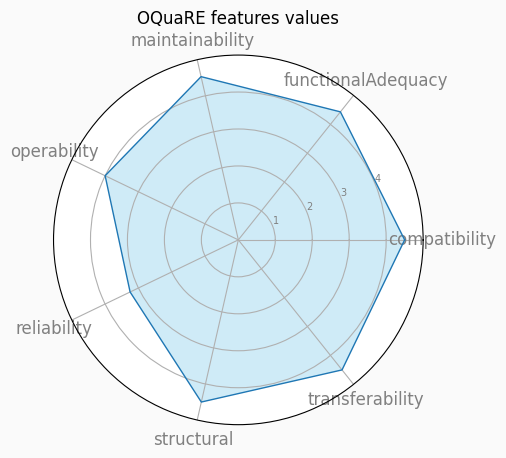 OQuaRE features values
maintainability
functionalAdequacy
operability
4
3
2
1
compatibility
reliability
transferability
structural